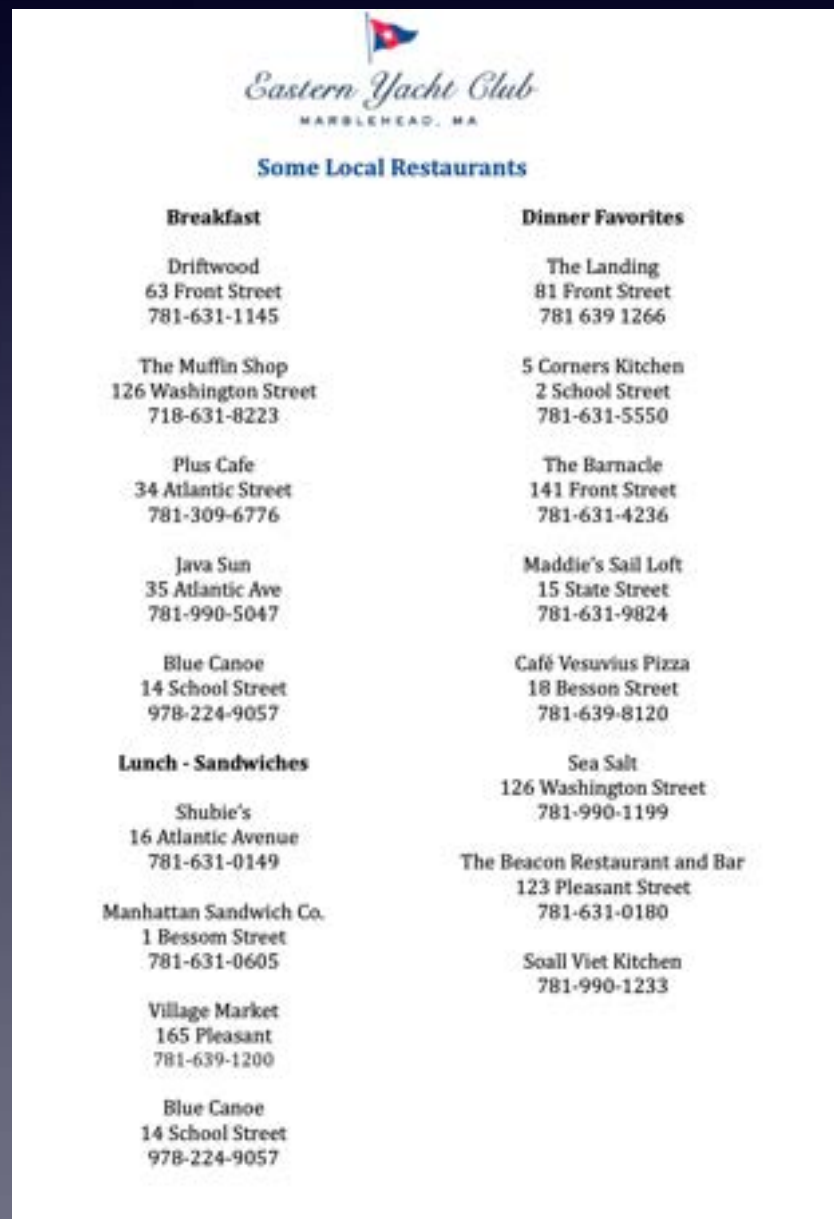 Eastern Yacht Club
MARBLEHEAD, MA
Some Local Restaurants
Breakfast
Driftwood
63 Front Street
781-631-1145
The Muffin Shop
126 Washington Street
718-631-8223
Plus Cafe
34 Atlantic Street
781-309-6776
Java Sun
35 Atlantic Ave
781-990-5047
Blue Canoe
14 School Street
978-224-9057
Lunch - Sandwiches
Shubie's
16 Atlantic Avenue
781-631-0149
Manhattan Sandwich Co.
1 Bessom Street
781-631-0605
Village Market
165 Pleasant
781-639-1200
Blue Canoe
14 School Street
978-224-9057
Dinner Favorites
The Landing
81 Front Street
781 639 1266
5 Corners Kitchen
2 School Street
781-631-5550
The Barnacle
141 Front Street
781-631-4236
Maddie's Sail Loft
15 State Street
781-631-9824
Café Vesuvius Pizza
18 Besson Street
781-639-8120
Sea Salt
126 Washington Street
781-990-1199
The Beacon Restaurant and Bar
123 Pleasant Street
781-631-0180
Soall Viet Kitchen
781-990-1233